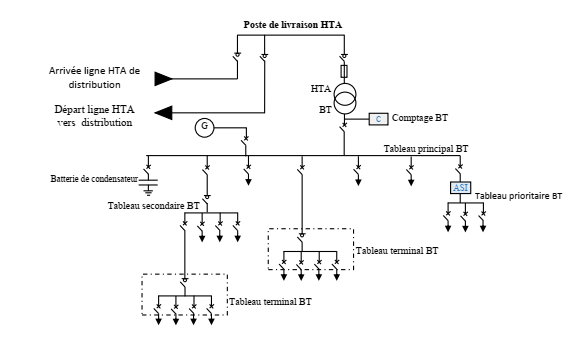 Poste de livraison HTA
Arrivée ligne HTA de
distribution
HTA
Départ ligne HTA
vers distribution
BT
C
Comptage BT
G
Tableau principal BT
Batterie de condensateur
ASI
Tableau prioritaire BT
Tableau secondaire BT
Tableau terminal BT
Tableau terminal BT